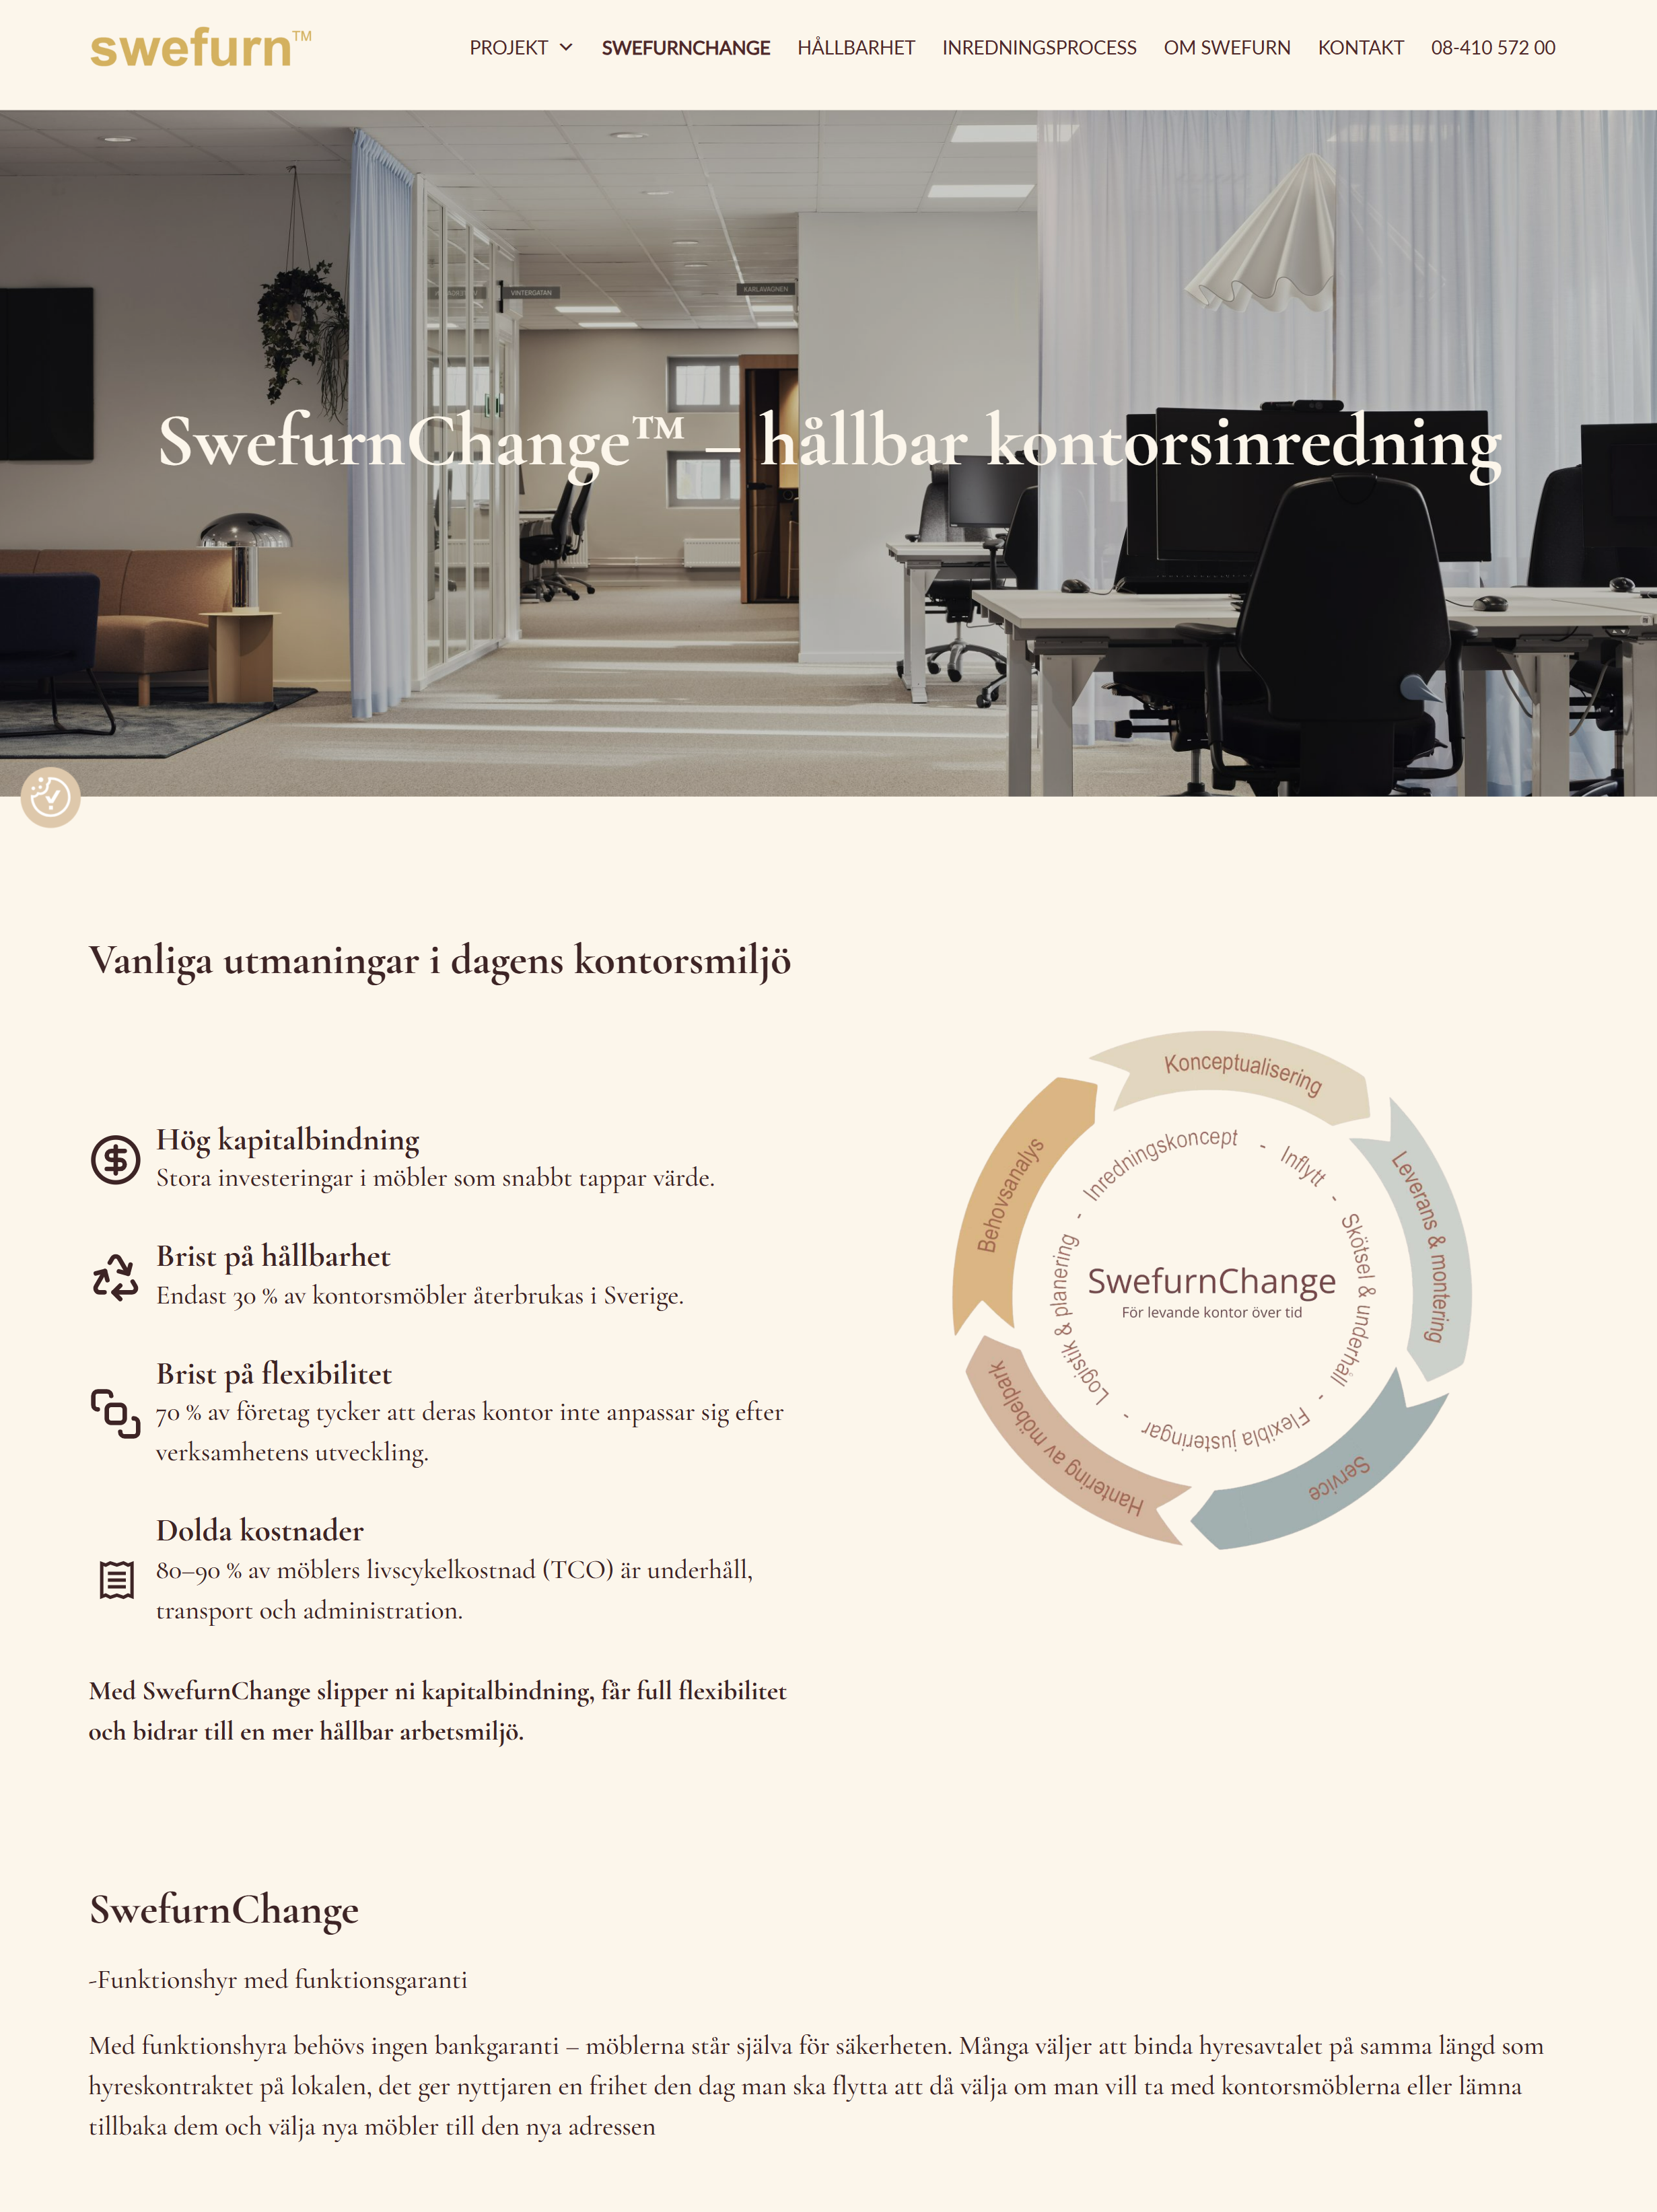 swefurn™
PROJEKT SWEFURNCHANGE HÅLLBARHET INREDNINGSPROCESS OM SWEFURN KONTAKT 08-410 572 00
VINTERGATAN
KARLAVAGNEN
SwefurnChange™ – hållbar kontorsinredning
Vanliga utmaningar i dagens kontorsmiljö
Hög kapitalbindning
Stora investeringar i möbler som snabbt tappar värde.
Brist på hållbarhet
Endast 30 % av kontorsmöbler återbrukas i Sverige.
Brist på flexibilitet
70 % av företag tycker att deras kontor inte anpassar sig efter
verksamhetens utveckling.
Dolda kostnader
80–90 % av möblers livscykelkostnad (TCO) är underhåll,
transport och administration.
Med SwefurnChange slipper ni kapitalbindning, får full flexibilitet
och bidrar till en mer hållbar arbetsmiljö.
Konceptualisering
Leverans & montering
Service
Hantering av möbelpark
Behovsanalys
Inredningskoncept - Inflytt - Skötsel & underhåll - Flexibla justeringar - Logistik & planering -
SwefurnChange
För levande kontor över tid
SwefurnChange
-Funktionshyr med funktionsgaranti
Med funktionshyra behövs ingen bankgaranti – möblerna står själva för säkerheten. Många väljer att binda hyresavtalet på samma längd som
hyreskontraktet på lokalen, det ger nyttjaren en frihet den dag man ska flytta att då välja om man vill ta med kontorsmöblerna eller lämna
tillbaka dem och välja nya möbler till den nya adressen